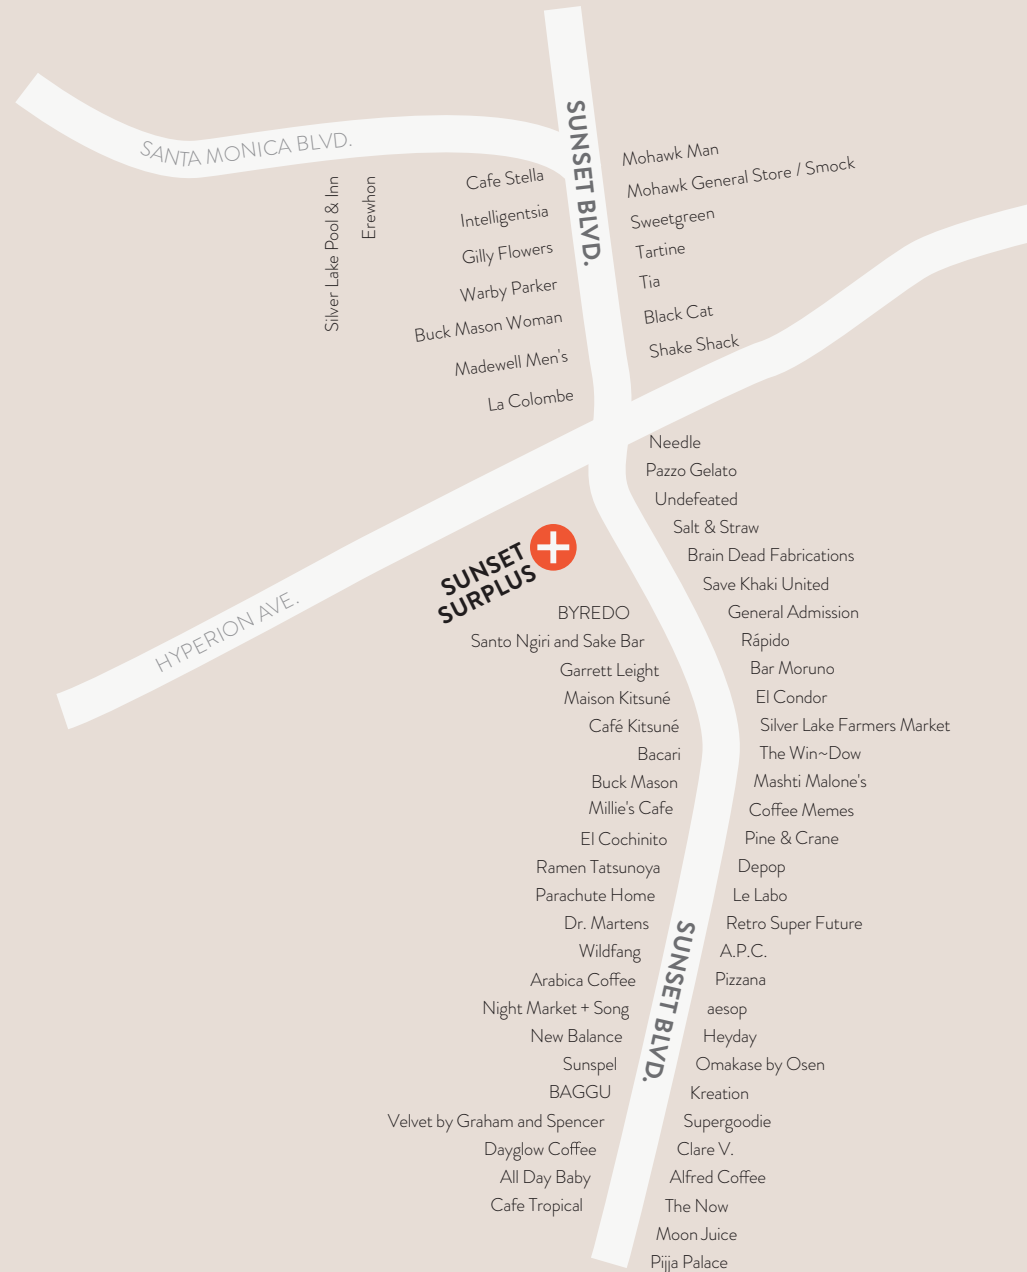 SANTA MONICA BLVD.
SUNSET BLVD.
Silver Lake Pool & Inn
Erewhon
Cafe Stella
Intelligentsia
Gilly Flowers
Warby Parker
Buck Mason Woman
Madewell Men's
La Colombe
Mohawk Man
Mohawk General Store / Smock
Sweetgreen
Tartine
Tia
Black Cat
Shake Shack
HYPERION AVE.
SUNSET
SURPLUS
BYREDO
Santo Ngiri and Sake Bar
Garrett Leight
Maison Kitsuné
Café Kitsuné
Bacari
Buck Mason
Millie's Cafe
El Cochinito
Ramen Tatsunoya
Parachute Home
Dr. Martens
Wildfang
Arabica Coffee
Night Market + Song
New Balance
Sunspel
BAGGU
Velvet by Graham and Spencer
Dayglow Coffee
All Day Baby
Cafe Tropical
SUNSET BLVD.
Needle
Pazzo Gelato
Undefeated
Salt & Straw
Brain Dead Fabrications
Save Khaki United
General Admission
Rápido
Bar Moruno
El Condor
Silver Lake Farmers Market
The Win~Dow
Mashti Malone's
Coffee Memes
Pine & Crane
Depop
Le Labo
Retro Super Future
A.P.C.
Pizzana
aesop
Heyday
Omakase by Osen
Kreation
Supergoodie
Clare V.
Alfred Coffee
The Now
Moon Juice
Pijja Palace